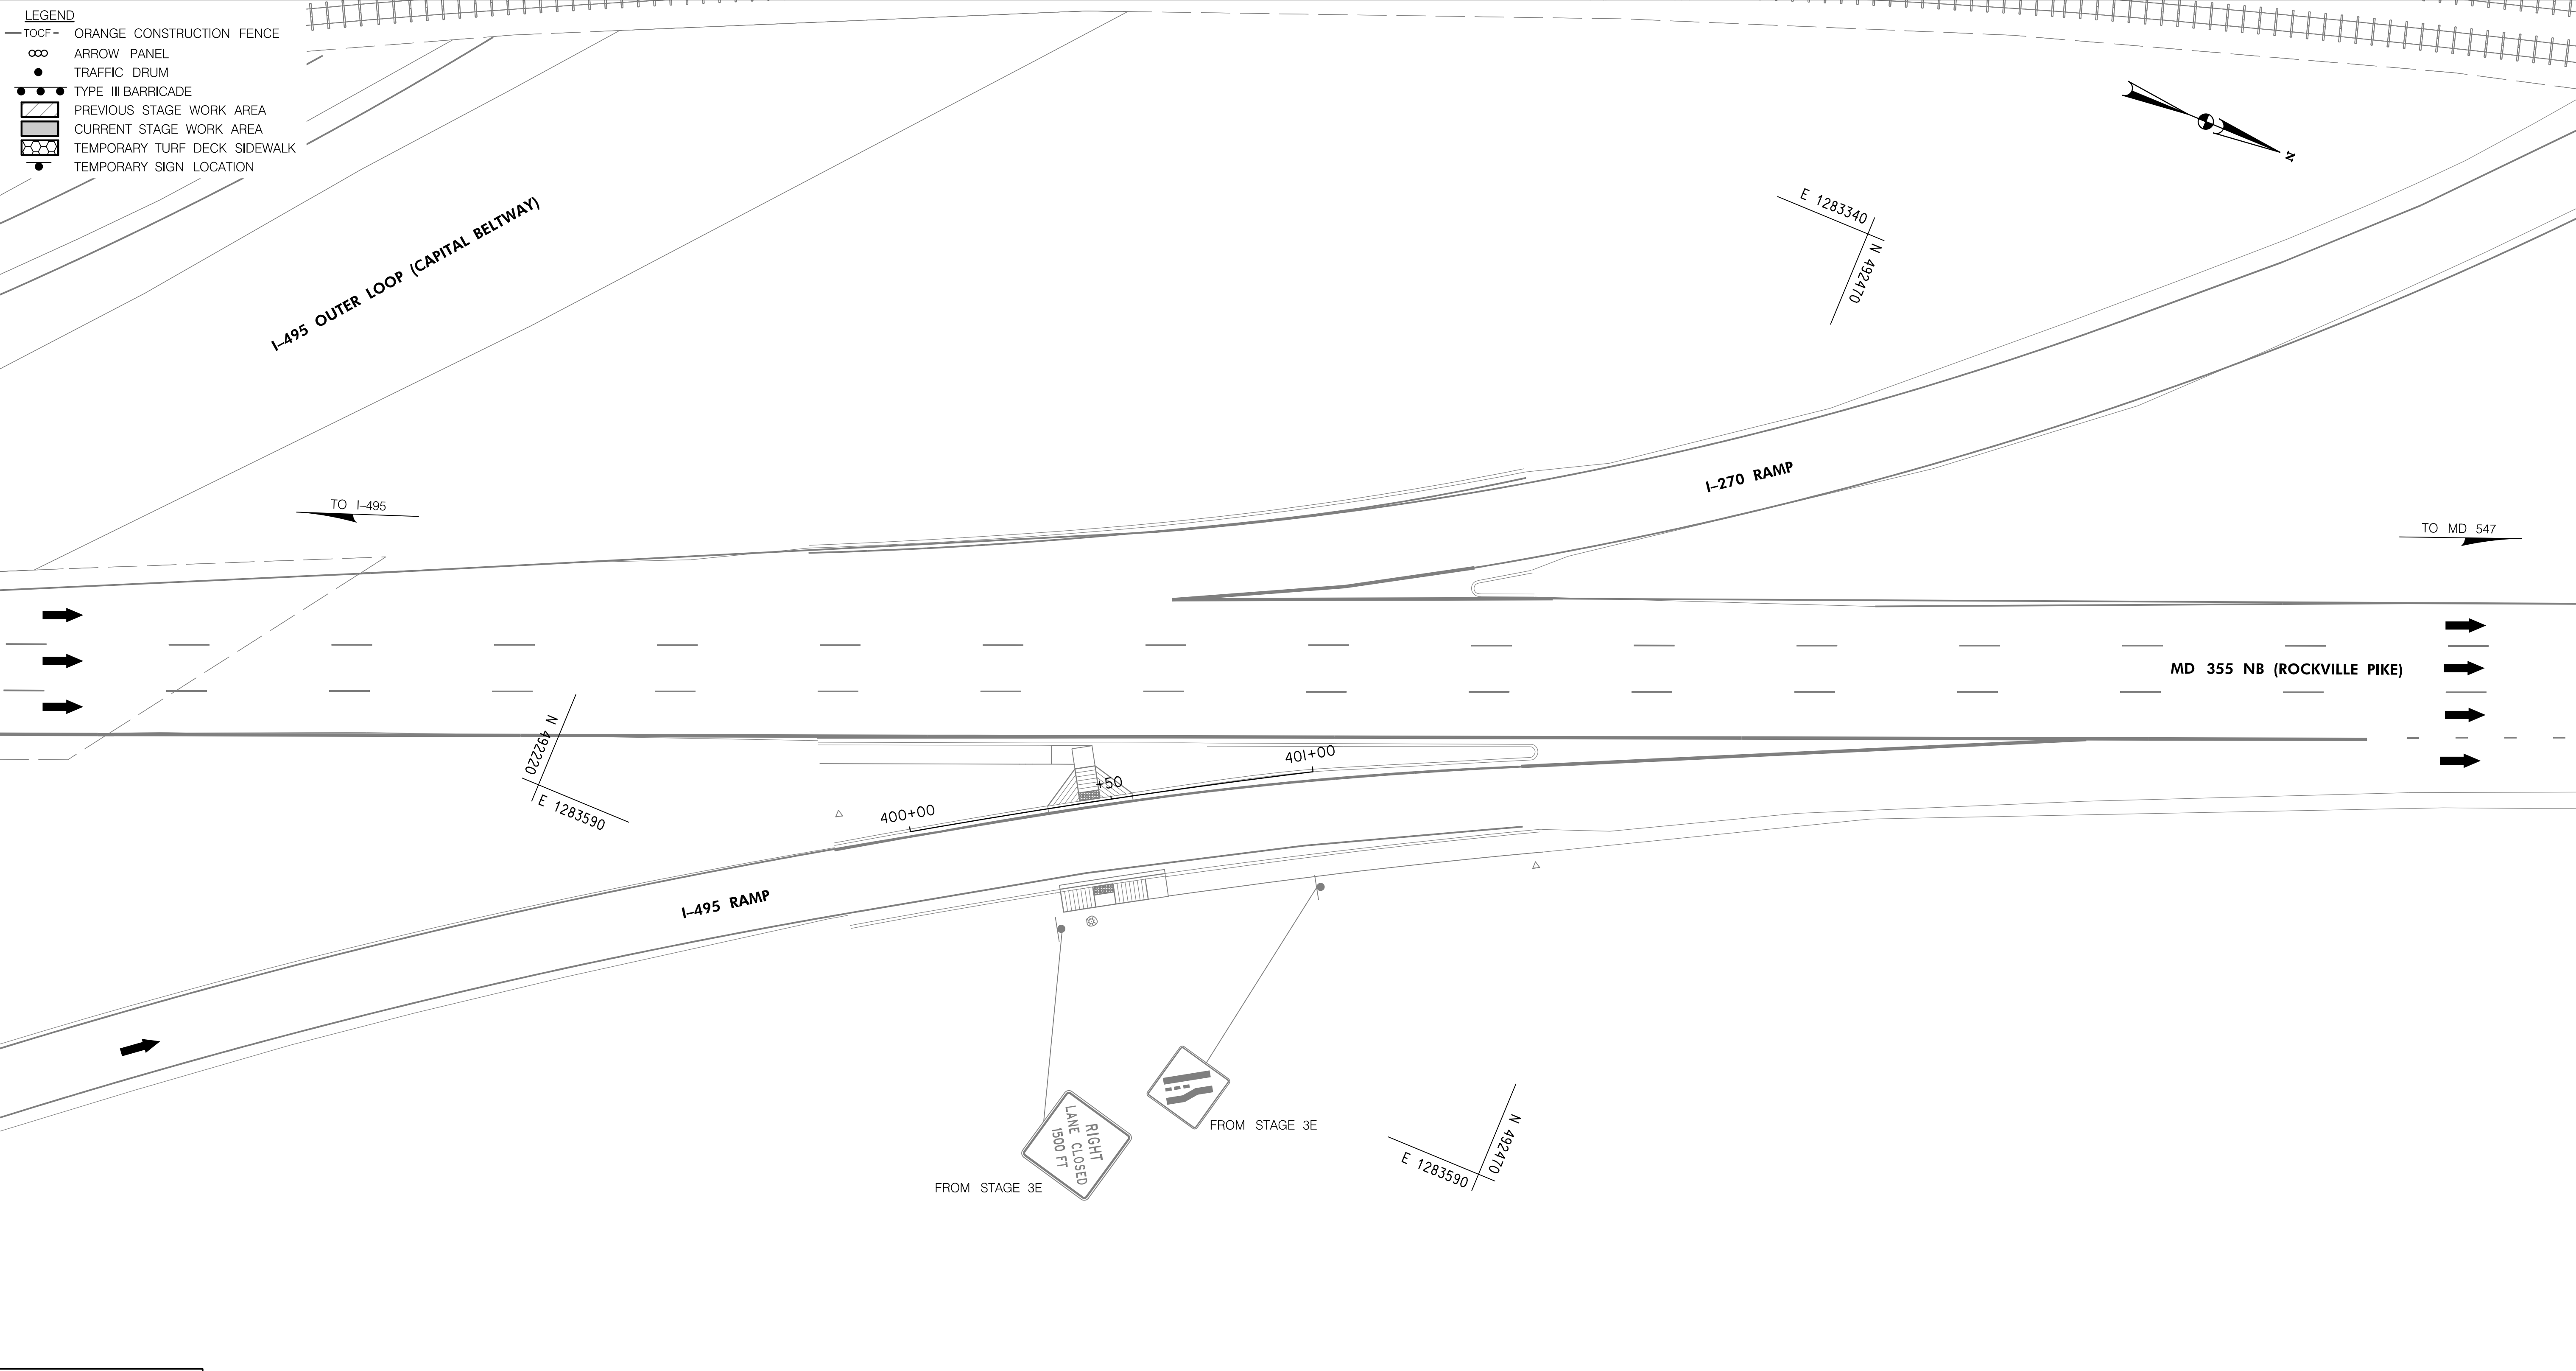 LEGEND
TOCF
ORANGE CONSTRUCTION FENCE
ARROW PANEL
TRAFFIC DRUM
TYPE III BARRICADE
PREVIOUS STAGE WORK AREA
CURRENT STAGE WORK AREA
TEMPORARY TURF DECK SIDEWALK
TEMPORARY SIGN LOCATION
N
E 1283340
N 492470
I-495 OUTER LOOP (CAPITAL BELTWAY)
I-270 RAMP
TO I-495
TO MD 547
MD 355 NB (ROCKVILLE PIKE)
N 492220
E 1283590
400+00
+50
401+00
I-495 RAMP
RIGHT
LANE CLOSED
1500 FT
FROM STAGE 3E
FROM STAGE 3E
N 492470
E 1283590